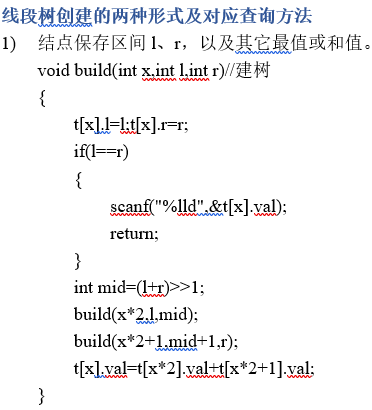 线段树创建的两种形式及对应查询方法
1) 结点保存区间 l、r，以及其它最值或和值。
void build(int x,int l,int r)//建树
{
t[x].l=l;t[x].r=r;
if(l==r)
{
scanf("%lld",&t[x].val);
return;
}
int mid=(l+r)>>1;
build(x*2,l,mid);
build(x*2+1,mid+1,r);
t[x].val=t[x*2].val+t[x*2+1].val;
}